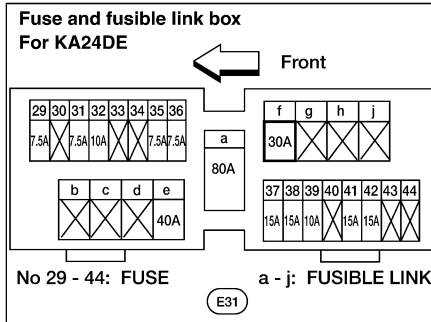 Fuse and fusible link box
For KA24DE
Front
29 30 31 32 33 34 35 36
7.5A 7.5A 10A 7.5A 7.5A
a
80A
f g h j
30A
b c d e
40A
37 38 39 40 41 42 43 44
15A 15A 10A 15A 15A
No 29 - 44: FUSE
a - j: FUSIBLE LINK
E31